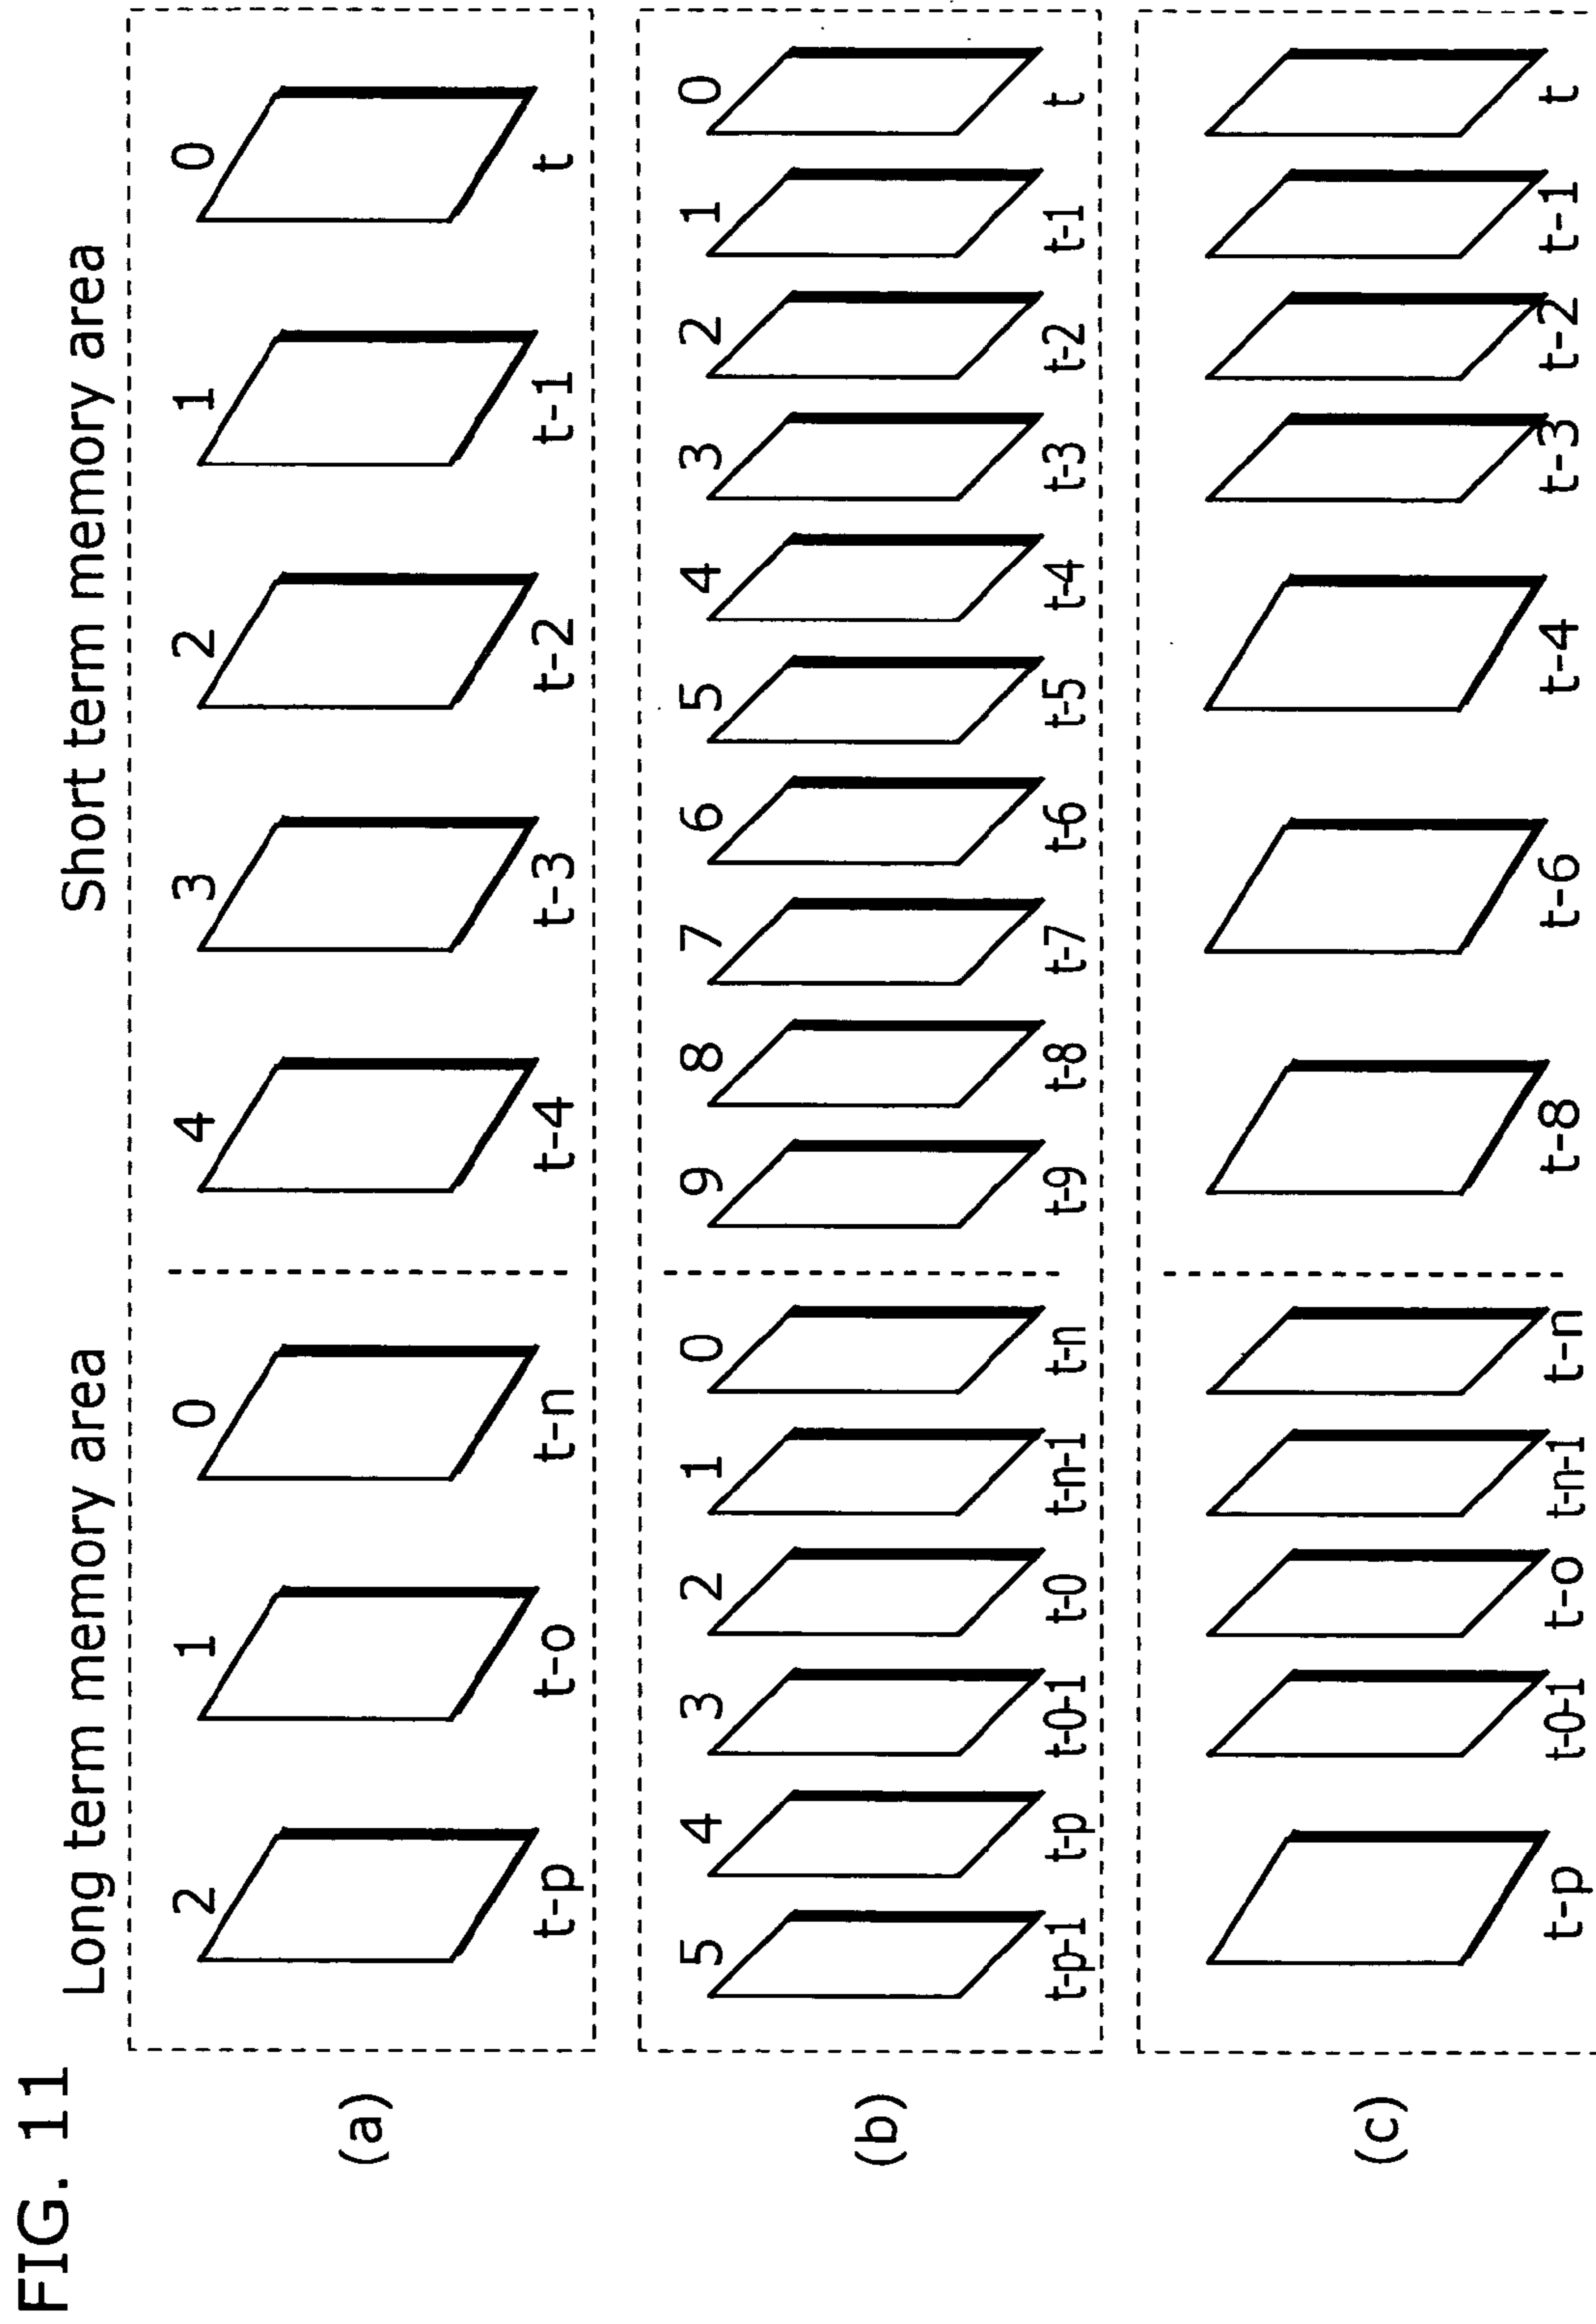 FIG. 11
Long term memory area Short term memory area
2 1 0 4 3 2 1 0
(a)
t-p t-o t-n t-4 t-3 t-2 t-1 t
5 4 3 2 1 0 9 8 7 6 5 4 3 2 1 0
(b)
t-p-1 t-p t-0-1 t-0 t-n-1 t-n t-9 t-8 t-7 t-6 t-5 t-4 t-3 t-2 t-1 t
(c)
t-p t-0-1 t-o t-n-1 t-n t-8 t-6 t-4 t-3 t-2 t-1 t